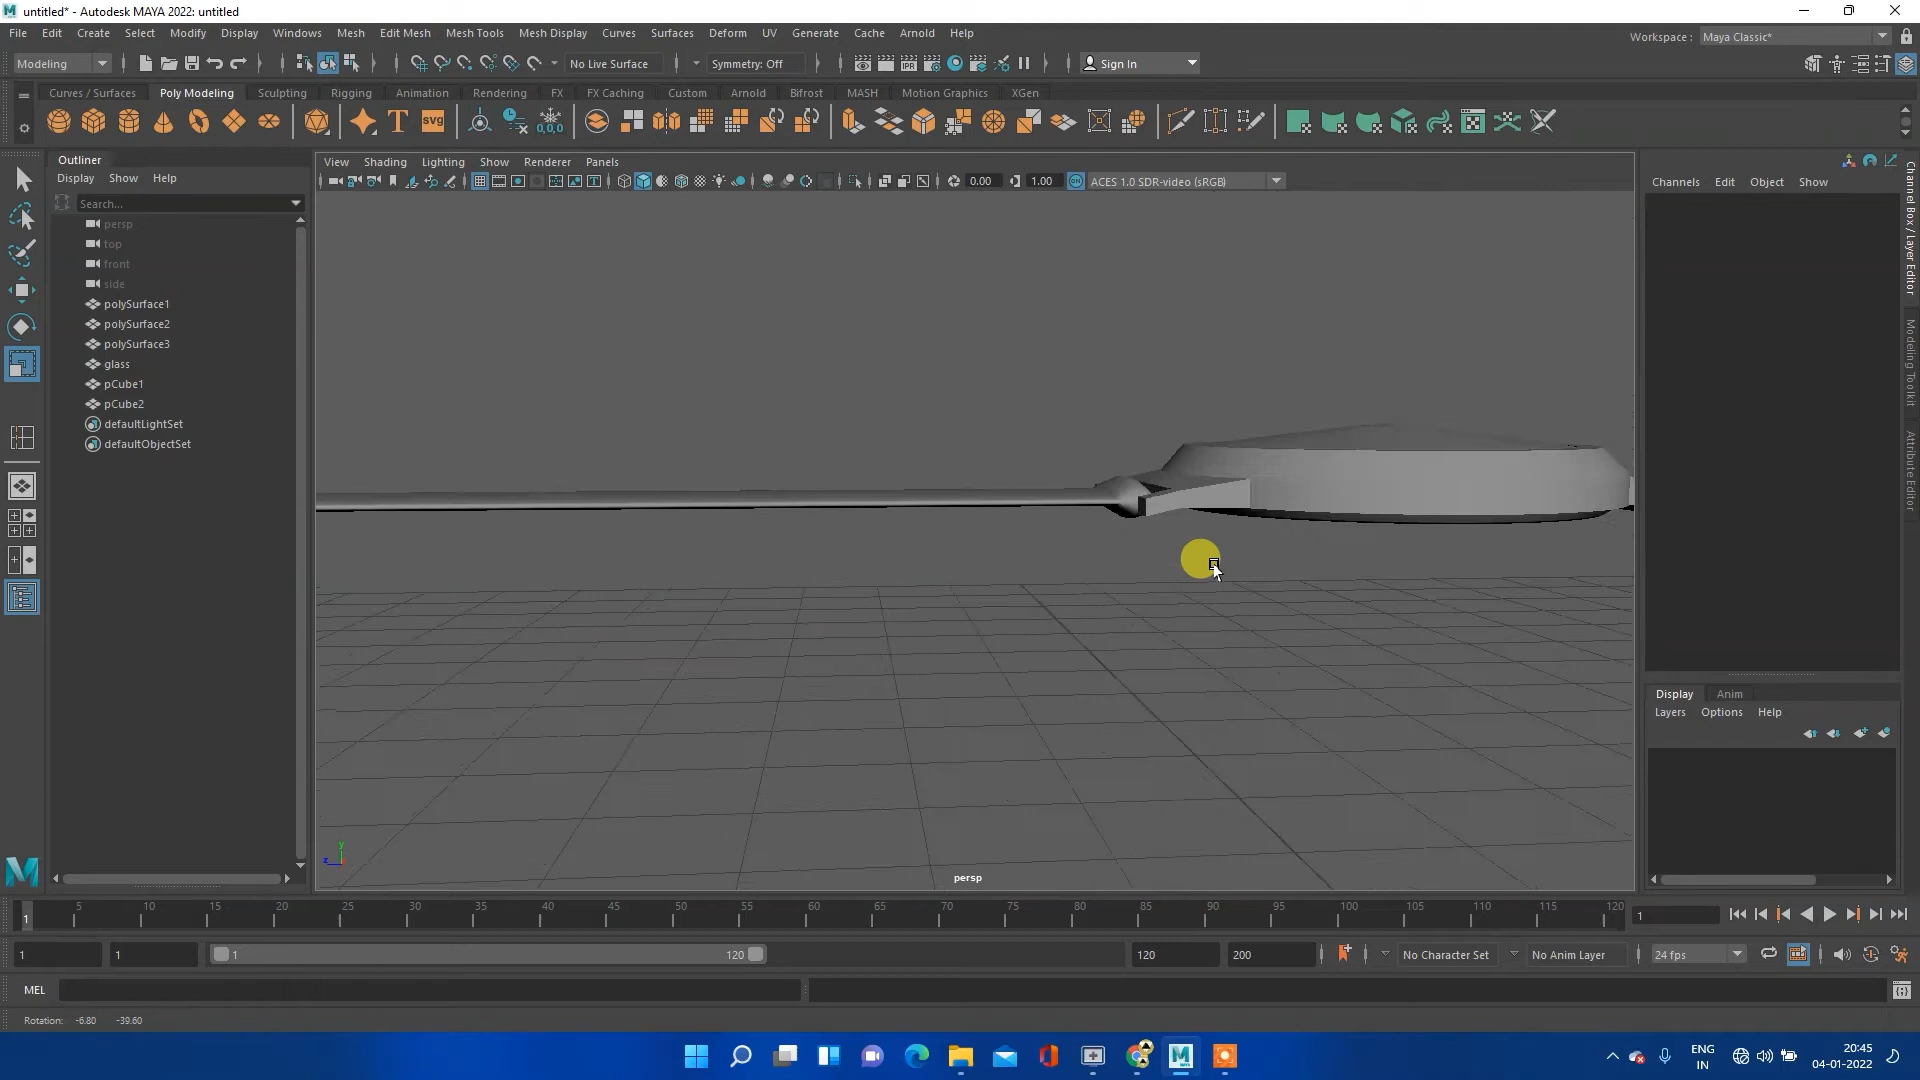 untitled* - Autodesk MAYA 2022: untitled
File Edit Create Select Modify Display Windows Mesh Edit Mesh Mesh Tools Mesh Display Curves Surfaces Deform UV Generate Cache Arnold Help
Workspace : Maya Classic*
Modeling No Live Surface Symmetry: Off Sign In
Curves / Surfaces Poly Modeling Sculpting Rigging Animation Rendering FX FX Caching Custom Arnold Bifrost MASH Motion Graphics XGen
T svg 0,0,0
Outliner
Display Show Help
Search...
persp
top
front
side
polySurface1
polySurface2
polySurface3
glass
pCube1
pCube2
defaultLightSet
defaultObjectSet
View Shading Lighting Show Renderer Panels
0.00 1.00 ACES 1.0 SDR-video (sRGB)
y
z
persp
Channels Edit Object Show
Channel Box / Layer Editor
Modeling Toolkit
Attribute Editor
Display Anim
Layers Options Help
1 5 10 15 20 25 30 35 40 45 50 55 60 65 70 75 80 85 90 95 100 105 110 115 120 1
1 1 1 120 120 200 No Character Set No Anim Layer 24 fps
MEL
Rotation: -6.80 -39.60
ENG
IN
20:45
04-01-2022